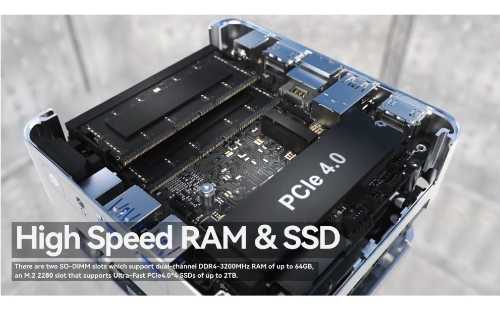 PCIe 4.0
High Speed RAM & SSD
There are two SO-DIMM slots which support dual-channel DDR4-3200MHz RAM of up to 64GB,
an M.2 2280 slot that supports Ultra-Fast PCIe4.0*4 SSDs of up to 2TB.